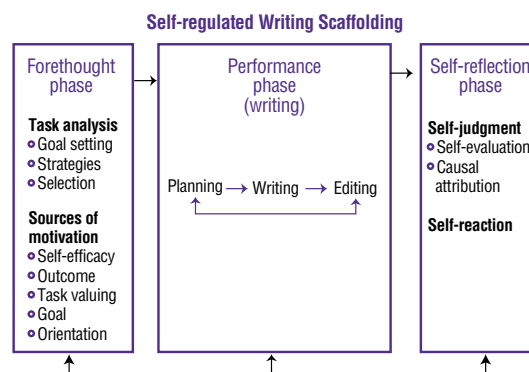 Self-regulated Writing Scaffolding
Forethought
phase
Task analysis
Goal setting
Strategies
Selection
Sources of
motivation
Self-efficacy
Outcome
Task valuing
Goal
Orientation
Performance
phase
(writing)
Planning
Writing
Editing
Self-reflection
phase
Self-judgment
Self-evaluation
Causal
attribution
Self-reaction